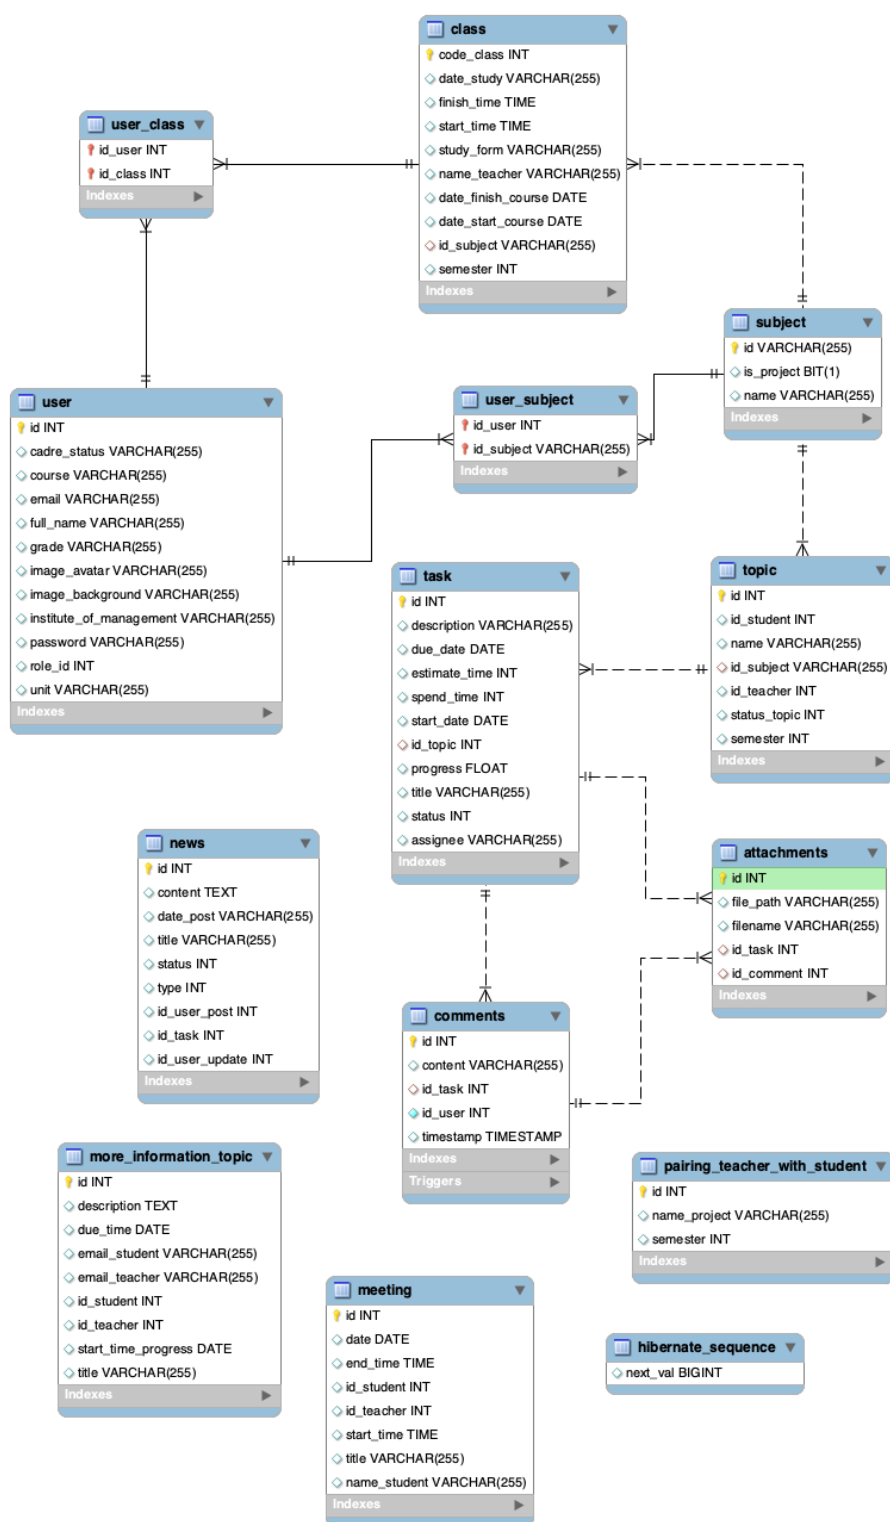 class
code_class INT
date_study VARCHAR(255)
finish_time TIME
start_time TIME
study_form VARCHAR(255)
name_teacher VARCHAR(255)
date_finish_course DATE
date_start_course DATE
id_subject VARCHAR(255)
semester INT
Indexes
user_class
id_user INT
id_class INT
Indexes
subject
id VARCHAR(255)
is_project BIT(1)
name VARCHAR(255)
Indexes
user
id INT
cadre_status VARCHAR(255)
course VARCHAR(255)
email VARCHAR(255)
full_name VARCHAR(255)
grade VARCHAR(255)
image_avatar VARCHAR(255)
image_background VARCHAR(255)
institute_of_management VARCHAR(255)
password VARCHAR(255)
role_id INT
unit VARCHAR(255)
Indexes
user_subject
id_user INT
id_subject VARCHAR(255)
Indexes
task
id INT
description VARCHAR(255)
due_date DATE
estimate_time INT
spend_time INT
start_date DATE
id_topic INT
progress FLOAT
title VARCHAR(255)
status INT
assignee VARCHAR(255)
Indexes
topic
id INT
id_student INT
name VARCHAR(255)
id_subject VARCHAR(255)
id_teacher INT
status_topic INT
semester INT
Indexes
news
id INT
content TEXT
date_post VARCHAR(255)
title VARCHAR(255)
status INT
type INT
id_user_post INT
id_task INT
id_user_update INT
Indexes
attachments
id INT
file_path VARCHAR(255)
filename VARCHAR(255)
id_task INT
id_comment INT
Indexes
comments
id INT
content VARCHAR(255)
id_task INT
id_user INT
timestamp TIMESTAMP
Indexes
Triggers
more_information_topic
id INT
description TEXT
due_time DATE
email_student VARCHAR(255)
email_teacher VARCHAR(255)
id_student INT
id_teacher INT
start_time_progress DATE
title VARCHAR(255)
Indexes
pairing_teacher_with_student
id INT
name_project VARCHAR(255)
semester INT
Indexes
meeting
id INT
date DATE
end_time TIME
id_student INT
id_teacher INT
start_time TIME
title VARCHAR(255)
name_student VARCHAR(255)
Indexes
hibernate_sequence
next_val BIGINT